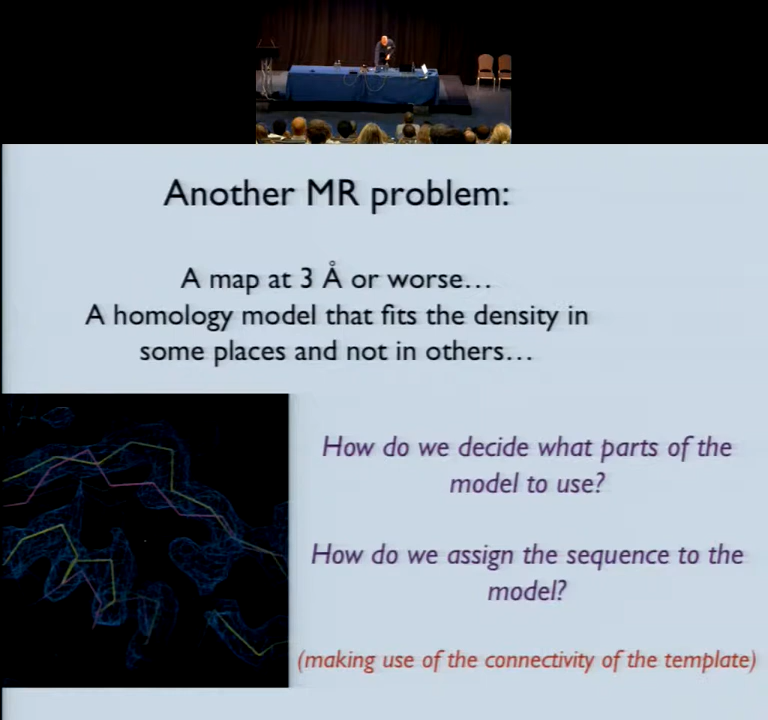 Another MR problem:
A map at 3 Å or worse...
A homology model that fits the density in
some places and not in others...
How do we decide what parts of the
model to use?
How do we assign the sequence to the
model?
(making use of the connectivity of the template)